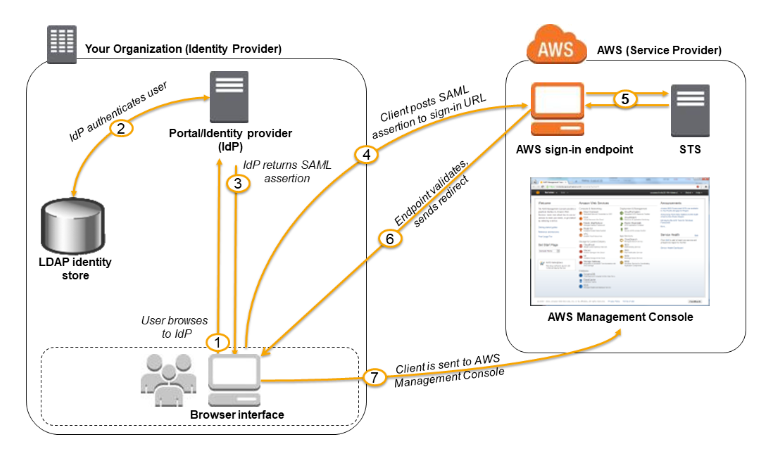 Your Organization (Identity Provider)
AWS
AWS (Service Provider)
IdP authenticates user
2
Portal/Identity provider
(IdP)
Client posts SAML
assertion to sign-in URL
4
5
AWS sign-in endpoint
STS
3
IdP returns SAML
assertion
LDAP identity
store
Endpoint validates,
sends redirect
6
AWS Management Console
User browses
to IdP
1
Browser interface
7
Client is sent to AWS
Management Console